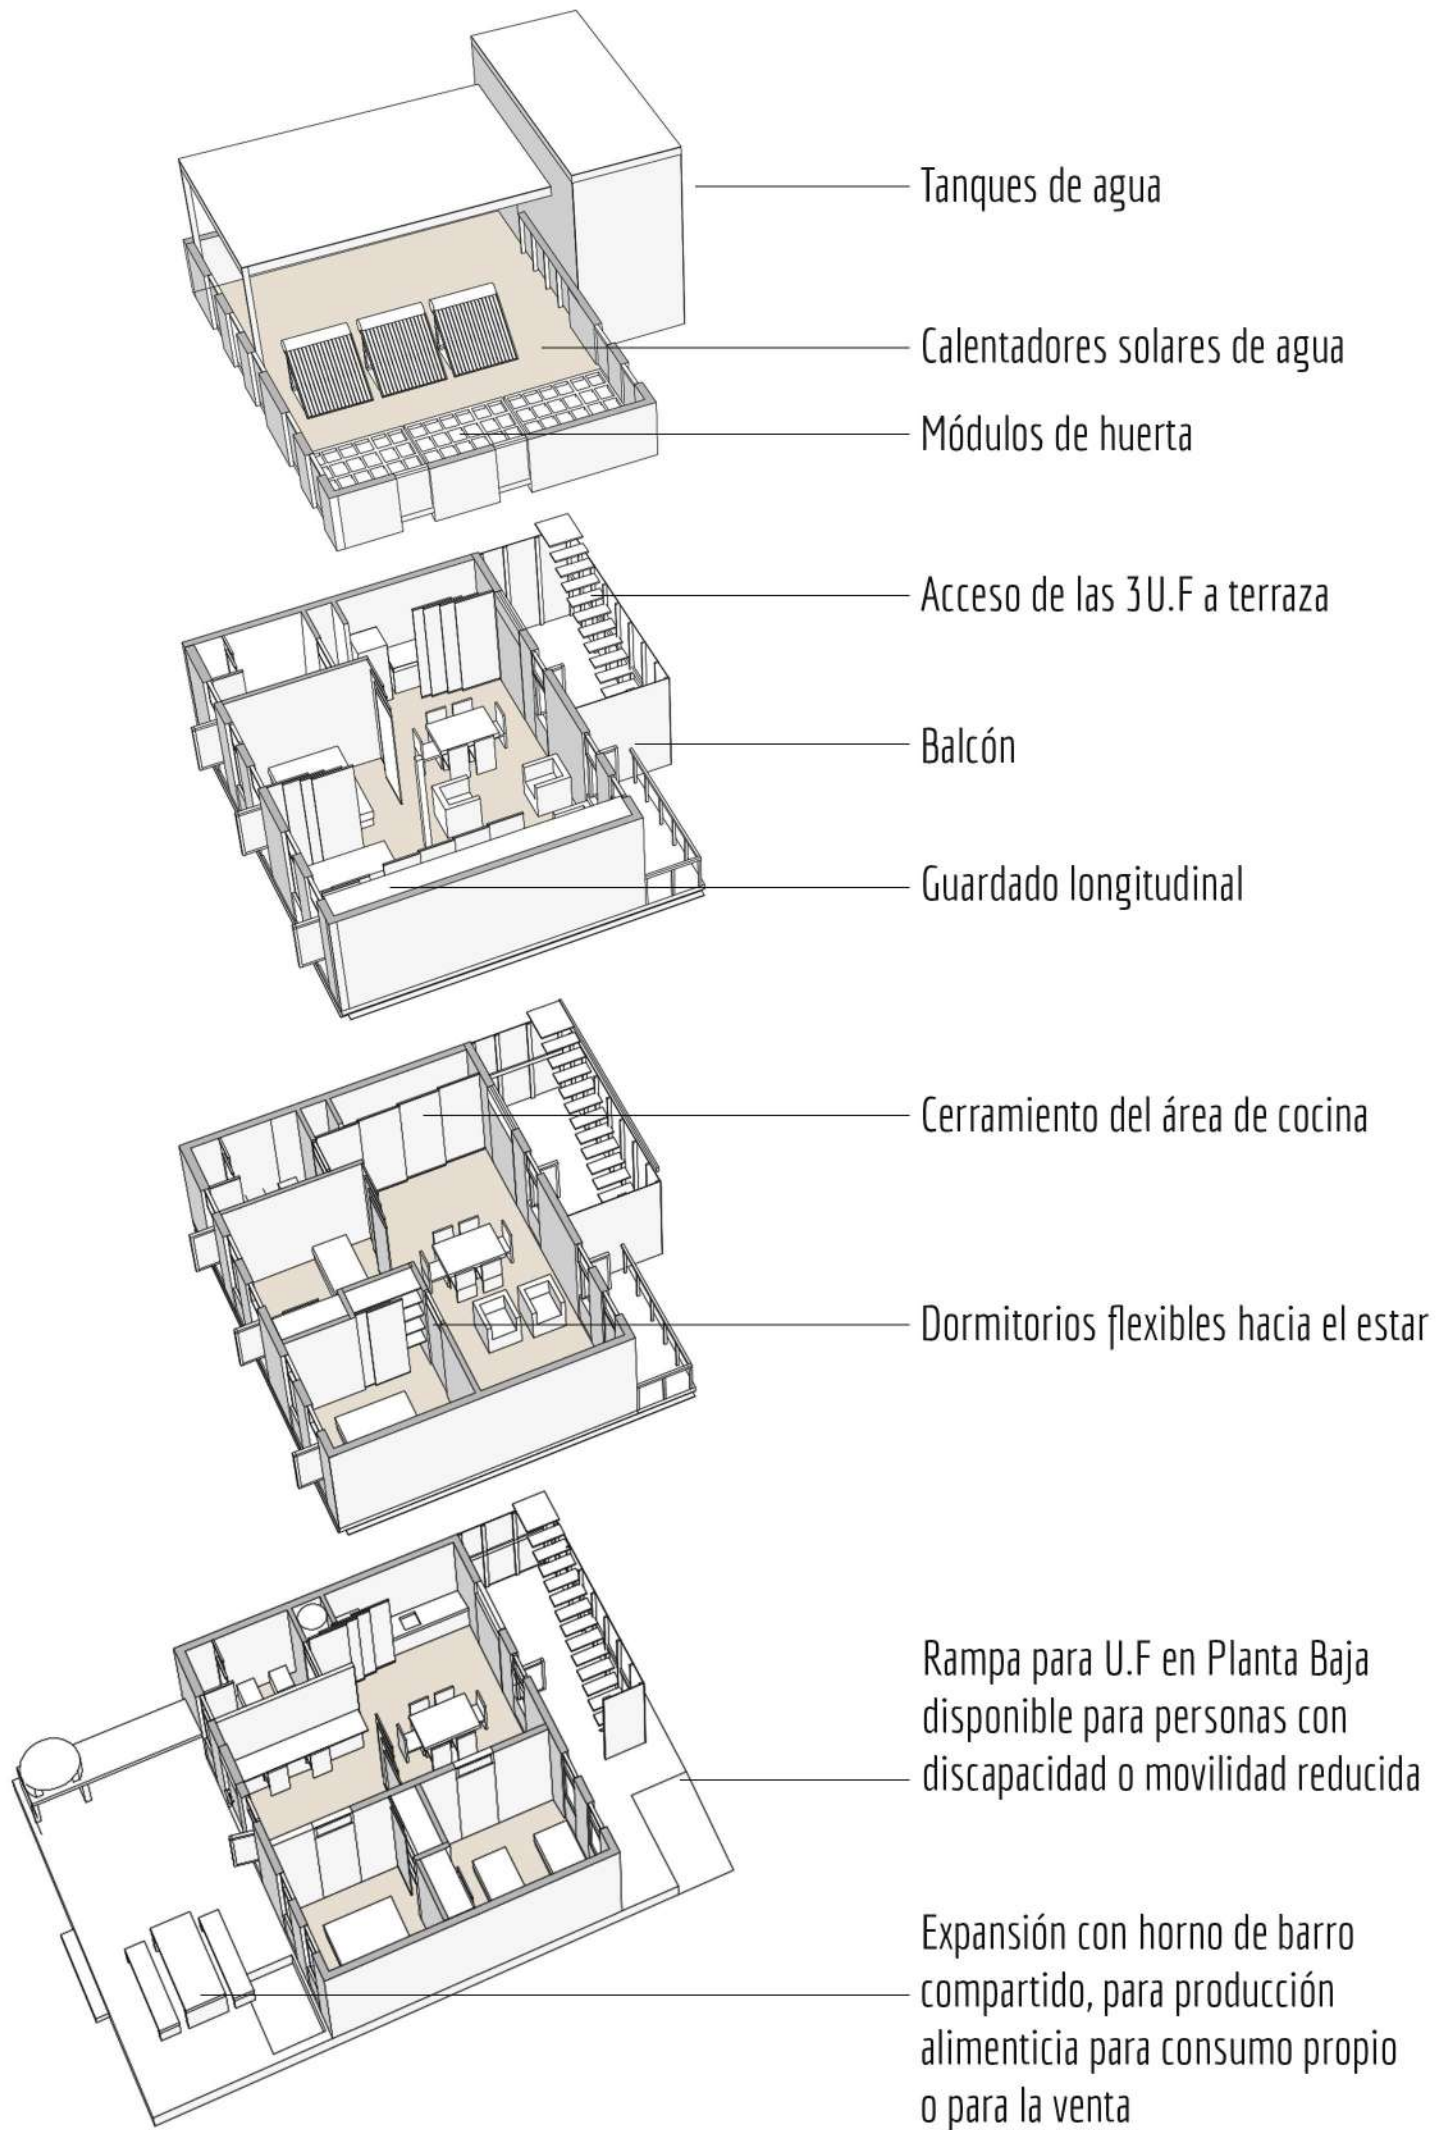 Tanques de agua
Calentadores solares de agua
Módulos de huerta
Acceso de las 3U.F a terraza
Balcón
Guardado longitudinal
Cerramiento del área de cocina
Dormitorios flexibles hacia el estar
Rampa para U.F en Planta Baja
disponible para personas con
discapacidad o movilidad reducida
Expansión con horno de barro
compartido, para producción
alimenticia para consumo propio
o para la venta